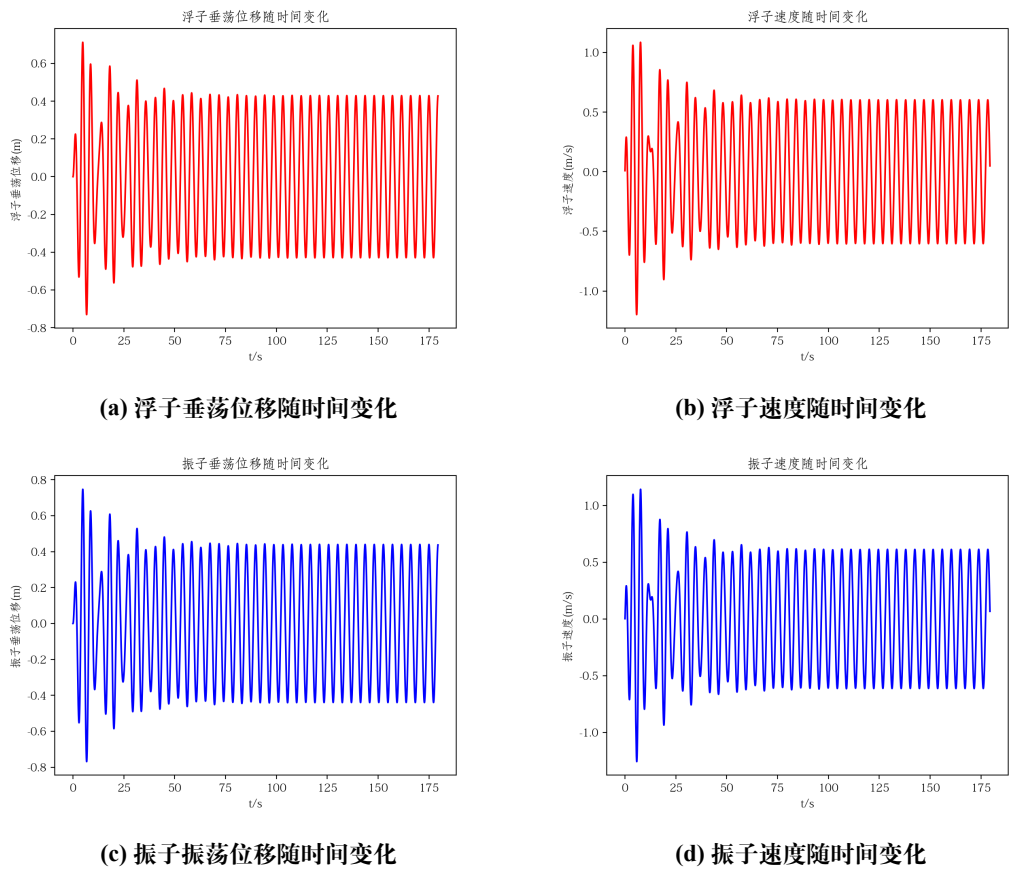 浮子垂荡位移随时间变化
浮子垂荡位移(m)
0.6
0.4
0.2
0.0
-0.2
-0.4
-0.6
-0.8
0 25 50 75 100 125 150 175
t/s
(a) 浮子垂荡位移随时间变化
浮子速度随时间变化
浮子速度(m/s)
1.0
0.5
0.0
-0.5
-1.0
0 25 50 75 100 125 150 175
t/s
(b) 浮子速度随时间变化
振子垂荡位移随时间变化
振子垂荡位移(m)
0.8
0.6
0.4
0.2
0.0
-0.2
-0.4
-0.6
-0.8
0 25 50 75 100 125 150 175
t/s
(c) 振子振荡位移随时间变化
振子速度随时间变化
振子速度(m/s)
1.0
0.5
0.0
-0.5
-1.0
0 25 50 75 100 125 150 175
t/s
(d) 振子速度随时间变化